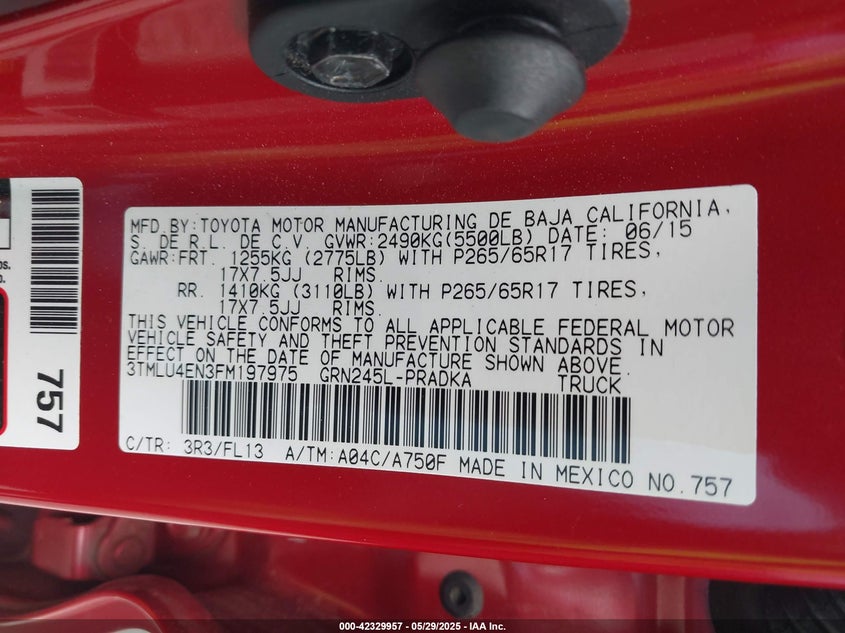 MFD.BY:TOYOTA MOTOR MANUFACTURING DE BAJA CALIFORNIA,
S. DE R.L. DE C.V. GVWR:2490KG(5500LB) DATE: 06/15
GAWR:FRT. 1255KG (2775LB) WITH P265/65R17 TIRES,
17X7.5JJ RIMS.
RR. 1410KG (3110LB) WITH P265/65R17 TIRES,
17X7.5JJ RIMS.
THIS VEHICLE CONFORMS TO ALL APPLICABLE FEDERAL MOTOR
VEHICLE SAFETY AND THEFT PREVENTION STANDARDS IN
EFFECT ON THE DATE OF MANUFACTURE SHOWN ABOVE.
3TMLU4EN3FM197975 GRN245L-PRADKA TRUCK
C/TR: 3R3/FL13 A/TM:A04C/A750F MADE IN MEXICO NO.757
757
000-42329957 - 05/29/2025 - IAA Inc.